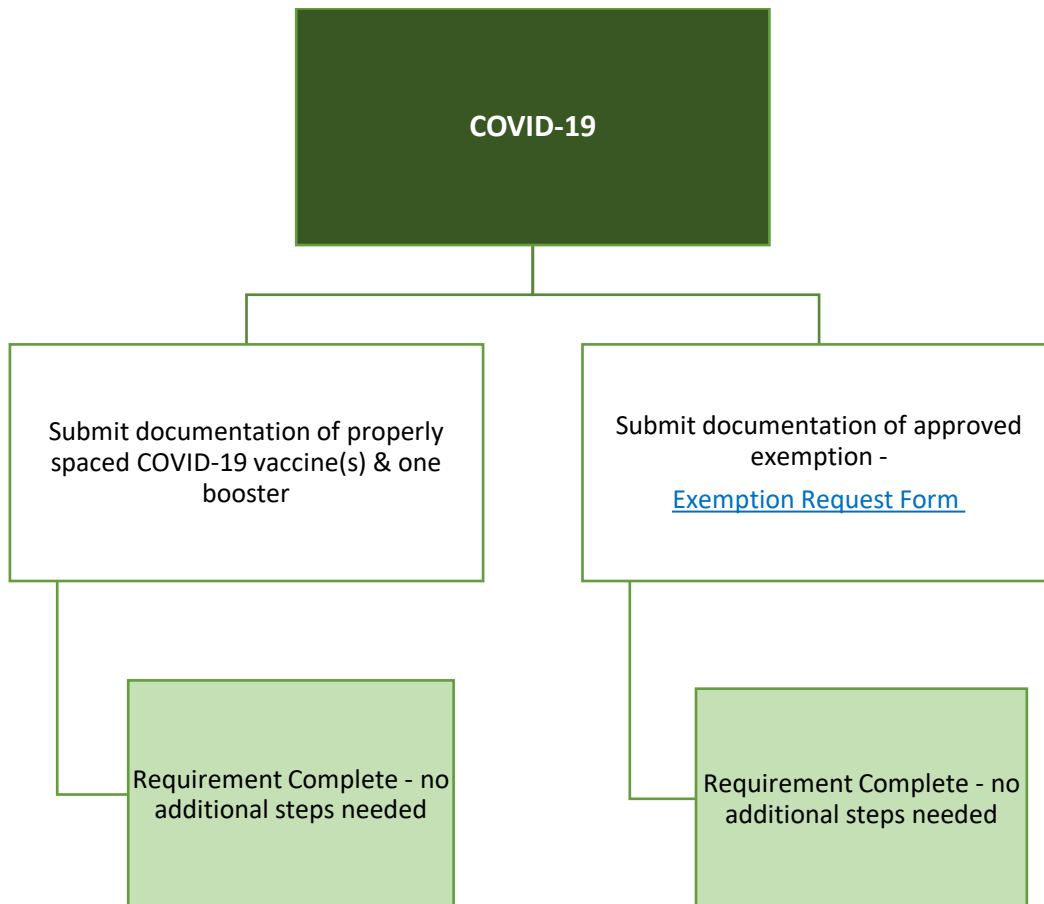 COVID-19
Submit documentation of properly
spaced COVID-19 vaccine(s) & one
booster
Submit documentation of approved
exemption -
Exemption Request Form
Requirement Complete - no
additional steps needed
Requirement Complete - no
additional steps needed